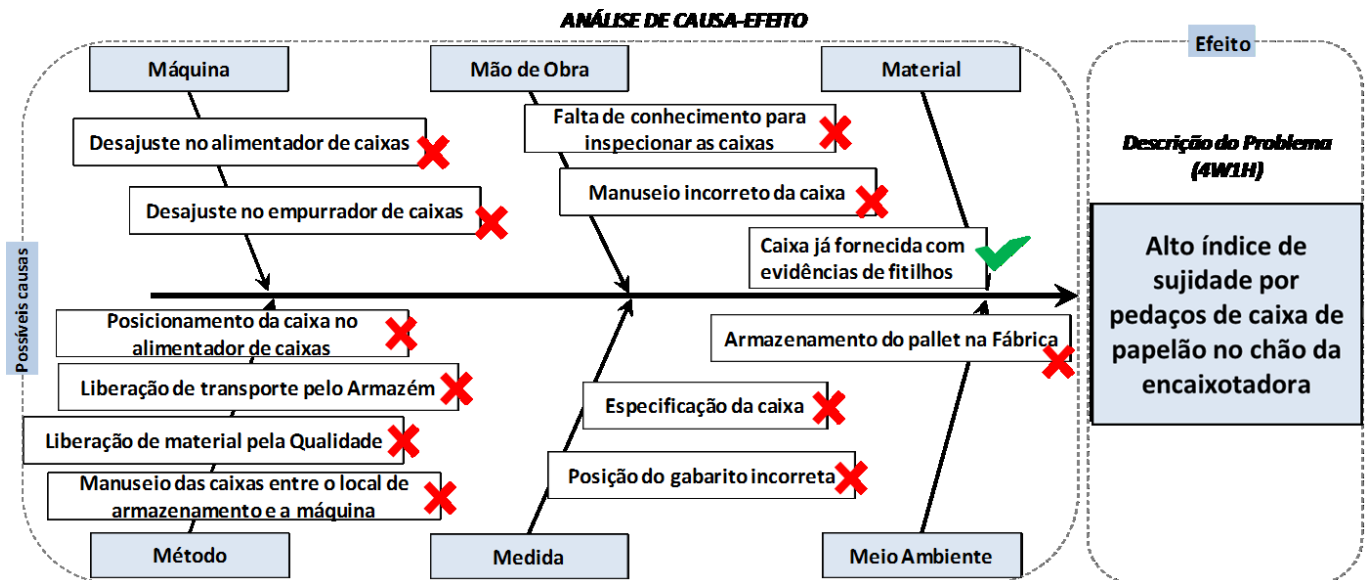 ANÁLISE DE CAUSA-EFEITO
Máquina
Mão de Obra
Material
Efeito
Desajuste no alimentador de caixas
Desajuste no empurrador de caixas
Falta de conhecimento para
inspecionar as caixas
Manuseio incorreto da caixa
Caixa já fornecida com
evidências de fitilhos
Possíveis causas
Posicionamento da caixa no
alimentador de caixas
Liberação de transporte pelo Armazém
Liberação de material pela Qualidade
Manuseio das caixas entre o local de
armazenamento e a máquina
Especificação da caixa
Posição do gabarito incorreta
Armazenamento do pallet na Fábrica
Método
Medida
Meio Ambiente
Descrição do Problema
(4W1H)
Alto índice de
sujidade por
pedaços de caixa de
papelão no chão da
encaixotadora